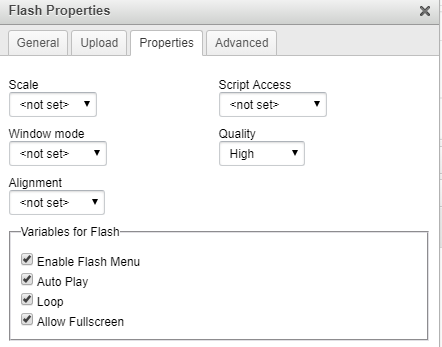 Flash Properties
General Upload Properties Advanced
Scale Script Access
<not set> <not set>
Window mode Quality
<not set> High
Alignment
<not set>
Variables for Flash
Enable Flash Menu
Auto Play
Loop
Allow Fullscreen